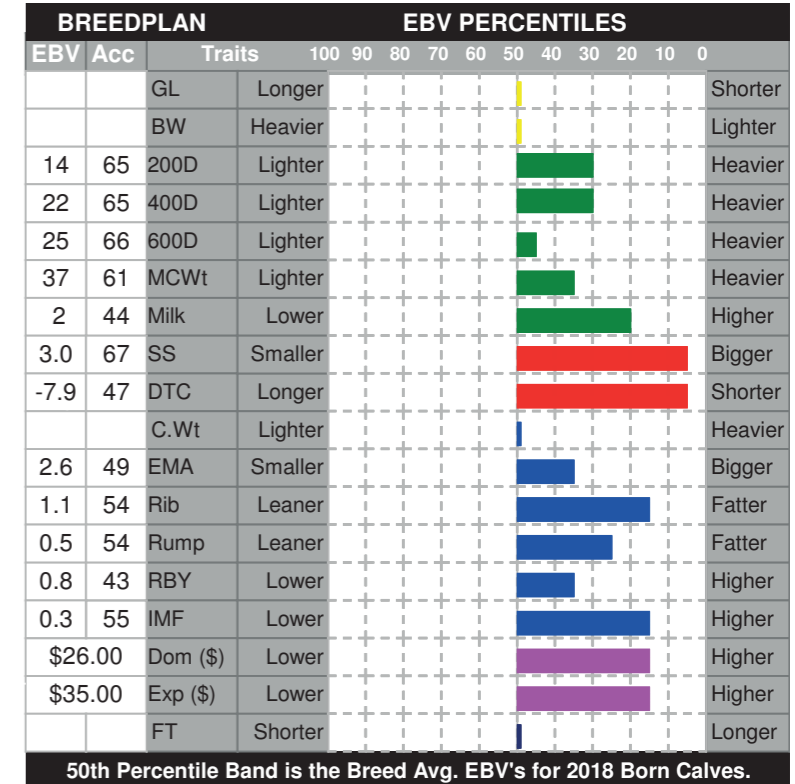 BREEDPLAN EBV PERCENTILES
EBV Acc Traits 100 90 80 70 60 50 40 30 20 10 0
GL Longer Shorter
BW Heavier Lighter
14 65 200D Lighter Heavier
22 65 400D Lighter Heavier
25 66 600D Lighter Heavier
37 61 MCWt Lighter Heavier
2 44 Milk Lower Higher
3.0 67 SS Smaller Bigger
-7.9 47 DTC Longer Shorter
C.Wt Lighter Heavier
2.6 49 EMA Smaller Bigger
1.1 54 Rib Leaner Fatter
0.5 54 Rump Leaner Fatter
0.8 43 RBY Lower Higher
0.3 55 IMF Lower Higher
$26.00 Dom ($) Lower Higher
$35.00 Exp ($) Lower Higher
FT Shorter Longer
50th Percentile Band is the Breed Avg. EBV's for 2018 Born Calves.